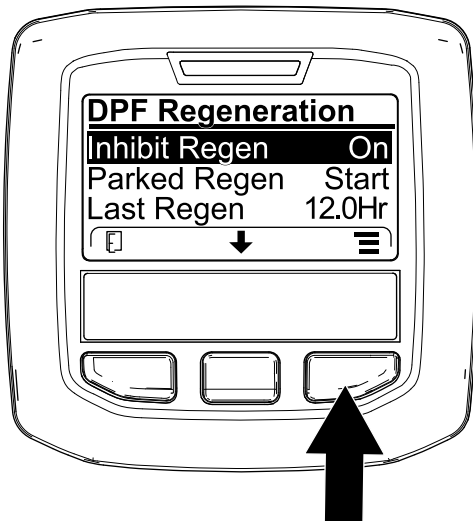 DPF Regeneration
Inhibit Regen On
Parked Regen Start
Last Regen 12.0Hr